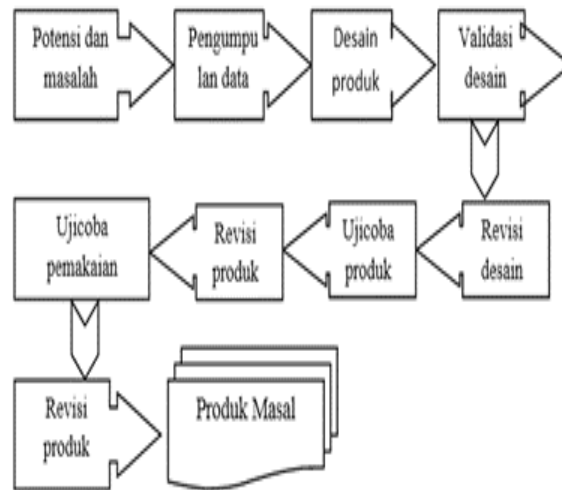 Potensi dan
masalah
Pengumpu
lan data
Desain
produk
Validasi
desain
Ujicoba
pemakaian
Revisi
produk
Ujicoba
produk
Revisi
desain
Revisi
produk
Produk Masal